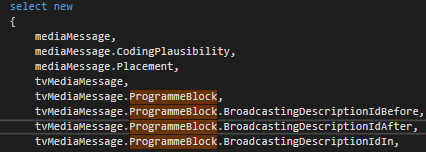 select new
{
mediaMessage,
mediaMessage.CodingPlausibility,
mediaMessage.Placement,
tvMediaMessage,
tvMediaMessage.ProgrammeBlock,
tvMediaMessage.ProgrammeBlock.BroadcastingDescriptionIdBefore,
tvMediaMessage.ProgrammeBlock.BroadcastingDescriptionIdAfter,
tvMediaMessage.ProgrammeBlock.BroadcastingDescriptionIdIn,